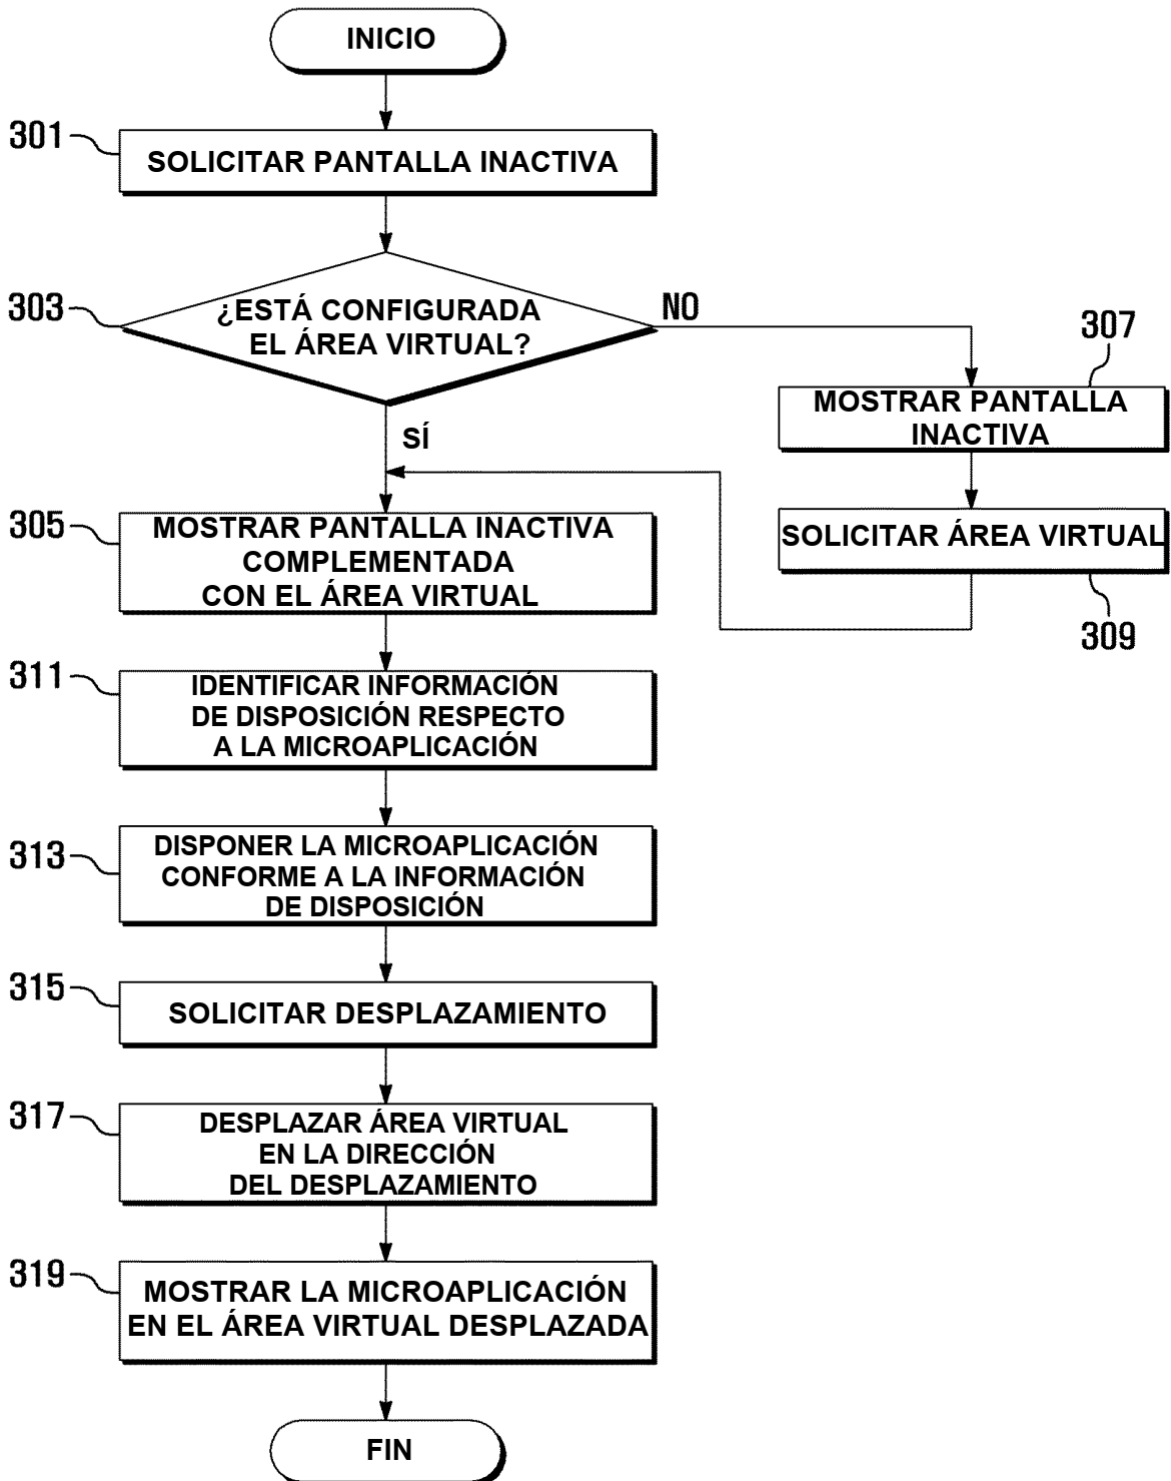 INICIO
301
SOLICITAR PANTALLA INACTIVA
303
¿ESTÁ CONFIGURADA
EL ÁREA VIRTUAL?
NO
SÍ
307
MOSTRAR PANTALLA
INACTIVA
SOLICITAR ÁREA VIRTUAL
309
305
MOSTRAR PANTALLA INACTIVA
COMPLEMENTADA
CON EL ÁREA VIRTUAL
311
IDENTIFICAR INFORMACIÓN
DE DISPOSICIÓN RESPECTO
A LA MICROAPLICACIÓN
313
DISPONER LA MICROAPLICACIÓN
CONFORME A LA INFORMACIÓN
DE DISPOSICIÓN
315
SOLICITAR DESPLAZAMIENTO
317
DESPLAZAR ÁREA VIRTUAL
EN LA DIRECCIÓN
DEL DESPLAZAMIENTO
319
MOSTRAR LA MICROAPLICACIÓN
EN EL ÁREA VIRTUAL DESPLAZADA
FIN